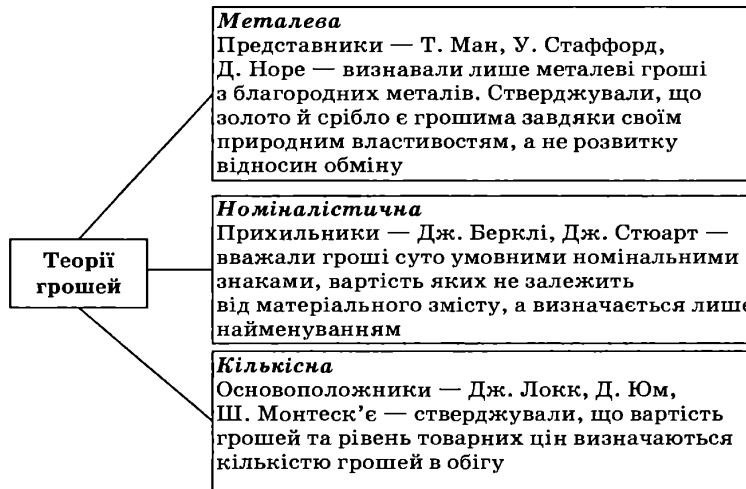 Металева
Представники — Т. Ман, У. Стаффорд,
Д. Норе — визнавали лише металеві гроші
з благородних металів. Стверджували, що
золото й срібло є грошима завдяки своїм
природним властивостям, а не розвитку
відносин обміну
Теорії
грошей
Номіналістична
Прихильники — Дж. Берклі, Дж. Стюарт —
вважали гроші суто умовними номінальними
знаками, вартість яких не залежить
від матеріального змісту, а визначається лише
найменуванням
Кількісна
Основоположники — Дж. Локк, Д. Юм,
Ш. Монтеск’є — стверджували, що вартість
грошей та рівень товарних цін визначаються
кількістю грошей в обігу